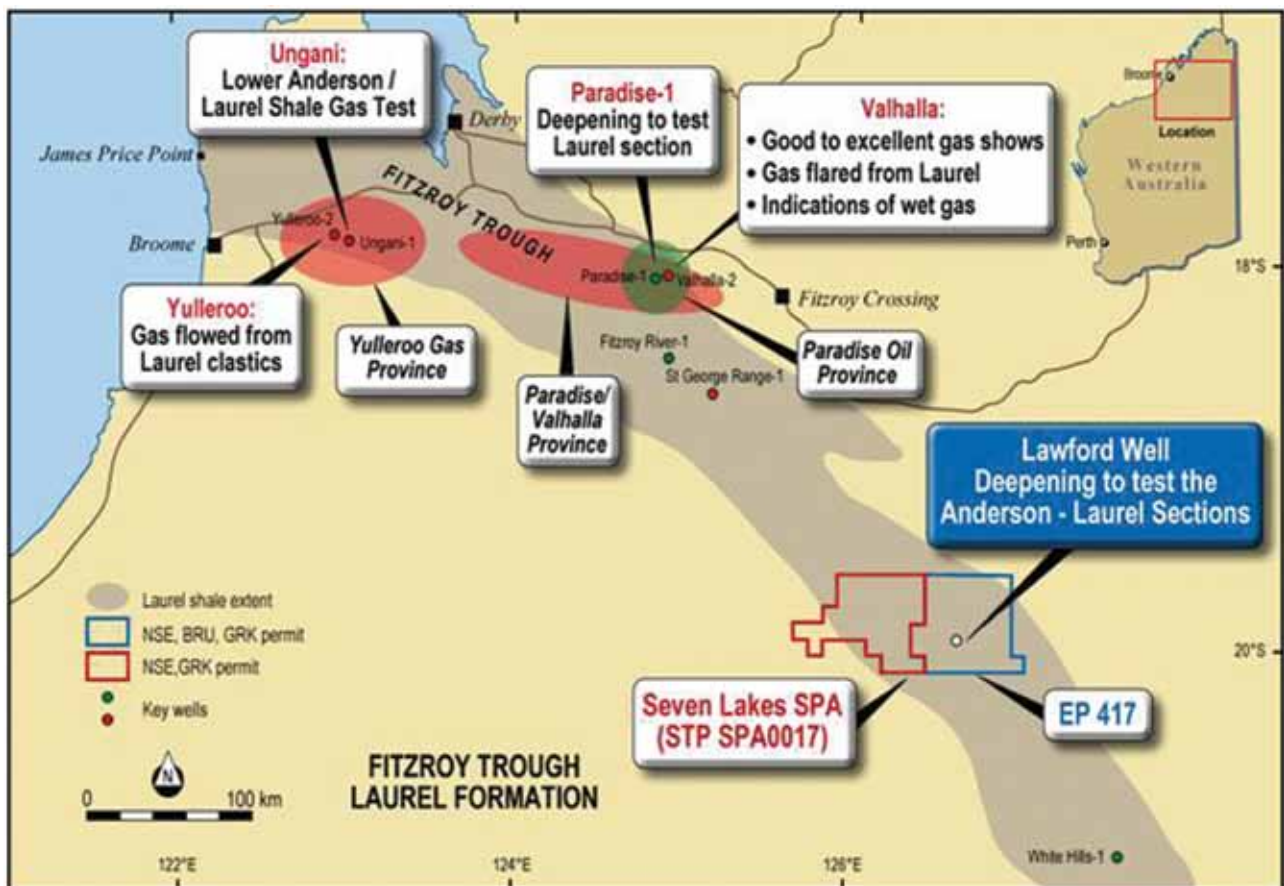 Ungani:
Lower Anderson /
Laurel Shale Gas Test
Paradise-1
Deepening to test
Laurel section
Valhalla:
• Good to excellent gas shows
• Gas flared from Laurel
• Indications of wet gas
Broome
Location
Western
Australia
Perth
Derby
James Price Point
FITZROY TROUGH
Yulleroo-2
Ungani-1
Broome
Paradise-1
Valhalla-2
18°S
Fitzroy Crossing
Yulleroo:
Gas flowed from
Laurel clastics
Yulleroo Gas
Province
Fitzroy River-1
St George Range-1
Paradise Oil
Province
Paradise/
Valhalla
Province
Lawford Well
Deepening to test the
Anderson - Laurel Sections
Laurel shale extent
NSE, BRU, GRK permit
NSE,GRK permit
Key wells
20°S
Seven Lakes SPA
(STP SPA0017)
EP 417
N
0 100 km
FITZROY TROUGH
LAUREL FORMATION
122°E
124°E
126°E
White Hills-1